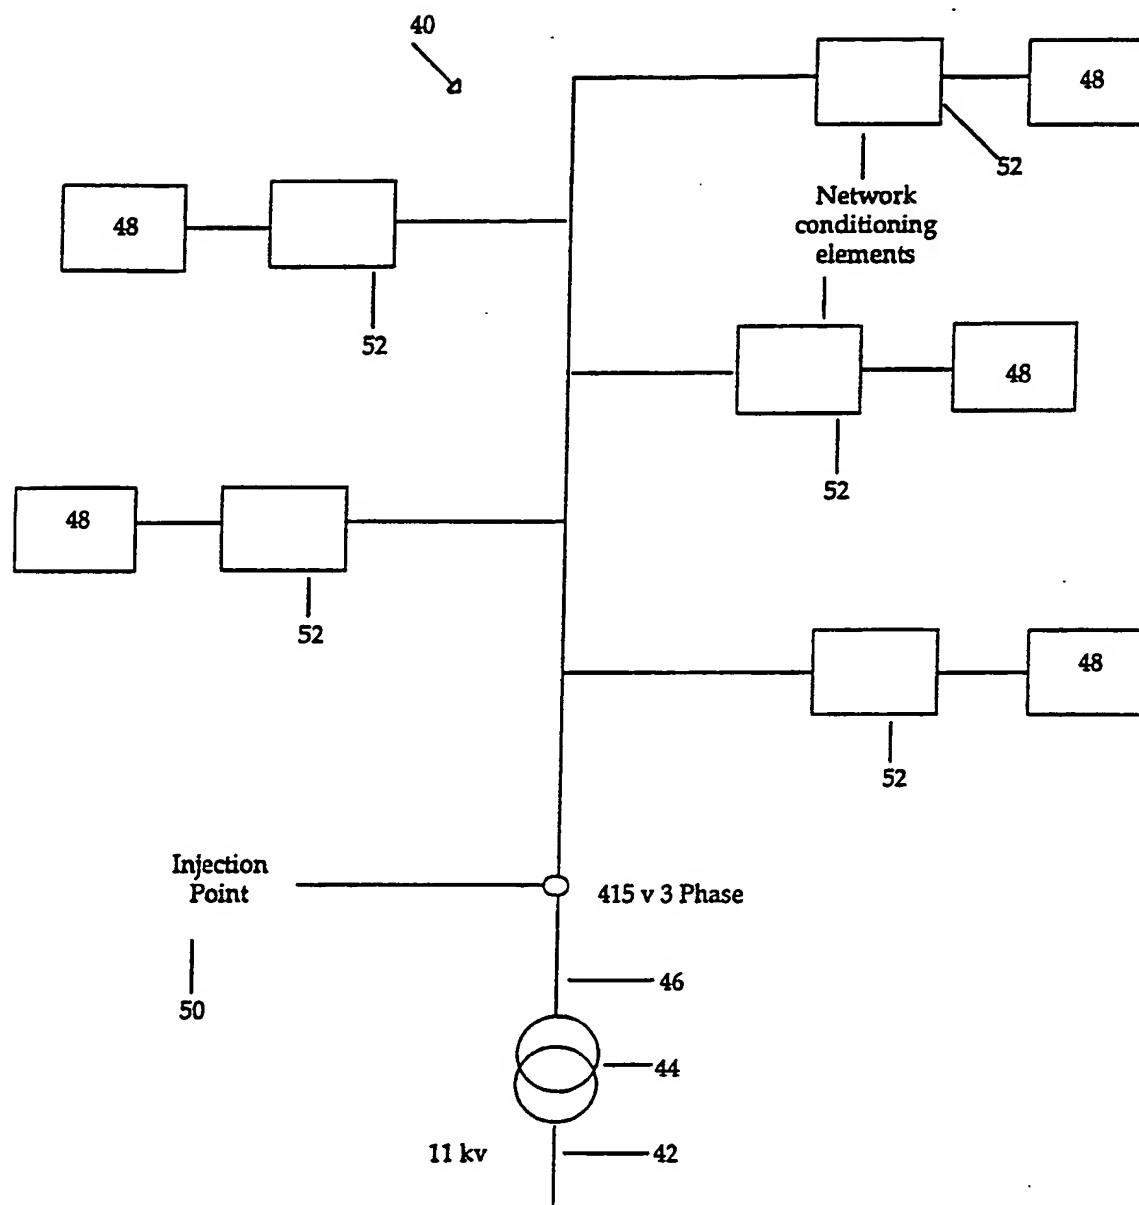 40
48
52
Network
conditioning
elements
48
52
48
52
48
52
48
52
Injection
Point
415 v 3 Phase
50
46
44
11 kv
42